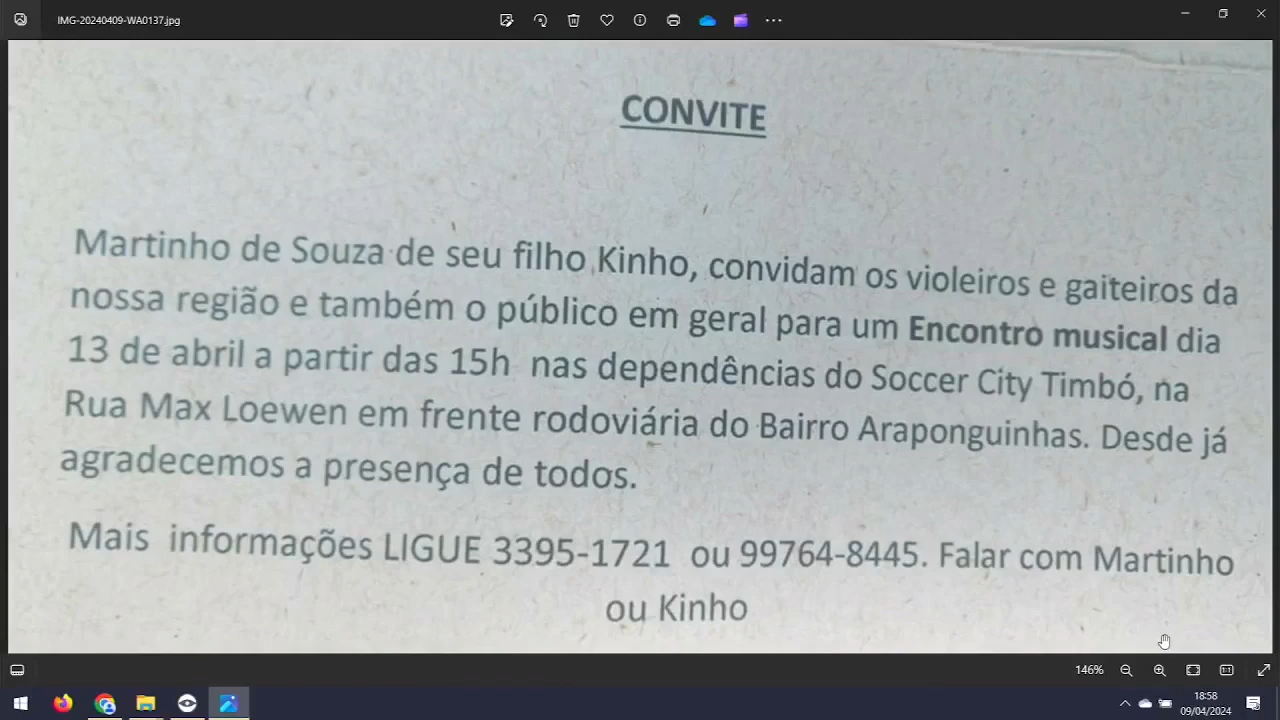 IMG-20240409-WA0137.jpg
CONVITE
Martinho de Souza de seu filho Kinho, convidam os violeiros e gaiteiros da
nossa região e também o público em geral para um Encontro musical dia
13 de abril a partir das 15h nas dependências do Soccer City Timbó, na
Rua Max Loewen em frente rodoviária do Bairro Araponguinhas. Desde já
agradecemos a presença de todos.
Mais informações LIGUE 3395-1721 ou 99764-8445. Falar com Martinho
ou Kinho
146%
18:58
09/04/2024